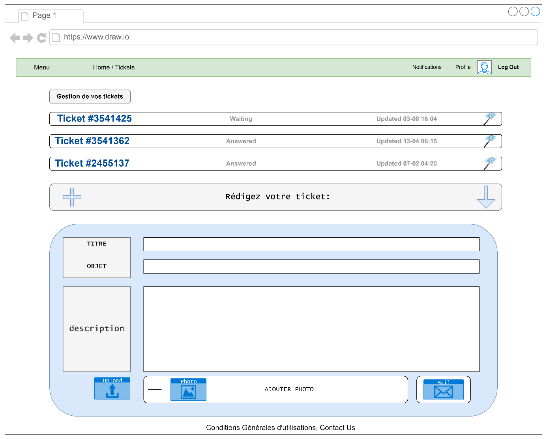 Page 1
https://www.draw.io
Menu Home / Tickets Notifications Profile Log Out
Gestion de vos tickets
Ticket #3541425 Waiting Updated 03-08 16:04
Ticket #3541362 Answered Updated 13-04 06:15
Ticket #2455137 Answered Updated 07-02 04:20
Rédigez votre ticket:
TITRE
OBJET
description
Upload Photo AJOUTER PHOTO Mail
Conditions Générales d'utilisations, Contact Us